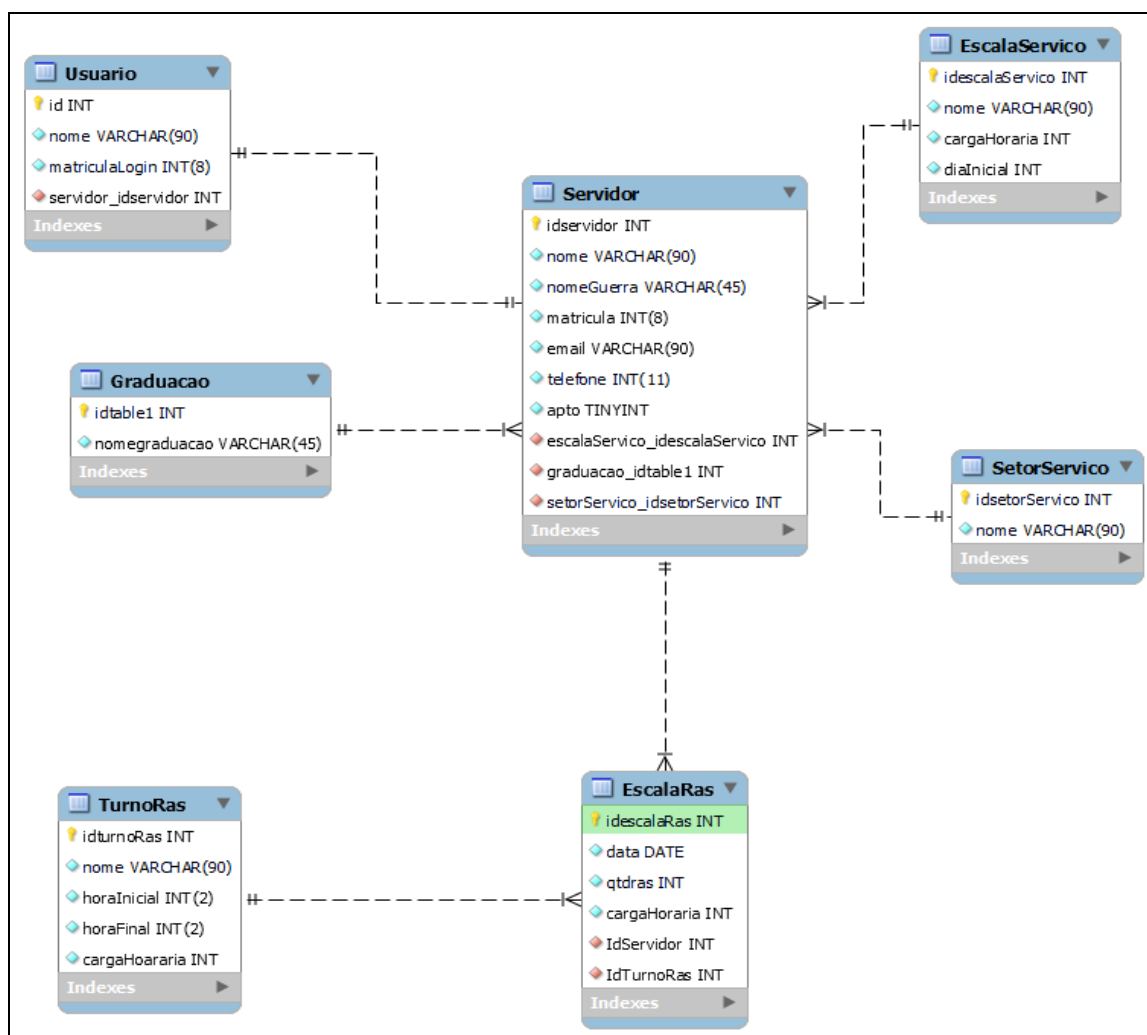 Usuario
id INT
nome VARCHAR(90)
matriculaLogin INT(8)
servidor_idservidor INT
Indexes
EscalaServico
idescalaServico INT
nome VARCHAR(90)
cargaHoraria INT
diaInicial INT
Indexes
Servidor
idservidor INT
nome VARCHAR(90)
nomeGuerra VARCHAR(45)
matricula INT(8)
email VARCHAR(90)
telefone INT(11)
apto TINYINT
escalaServico_idescalaServico INT
graduacao_idtable1 INT
setorServico_idsetorServico INT
Indexes
Graduacao
idtable1 INT
nomegraduacao VARCHAR(45)
Indexes
SetorServico
idsetorServico INT
nome VARCHAR(90)
Indexes
TurnoRas
idturnoRas INT
nome VARCHAR(90)
horaInicial INT(2)
horaFinal INT(2)
cargaHoararia INT
Indexes
EscalaRas
idescalaRas INT
data DATE
qtdras INT
cargaHoraria INT
IdServidor INT
IdTurnoRas INT
Indexes